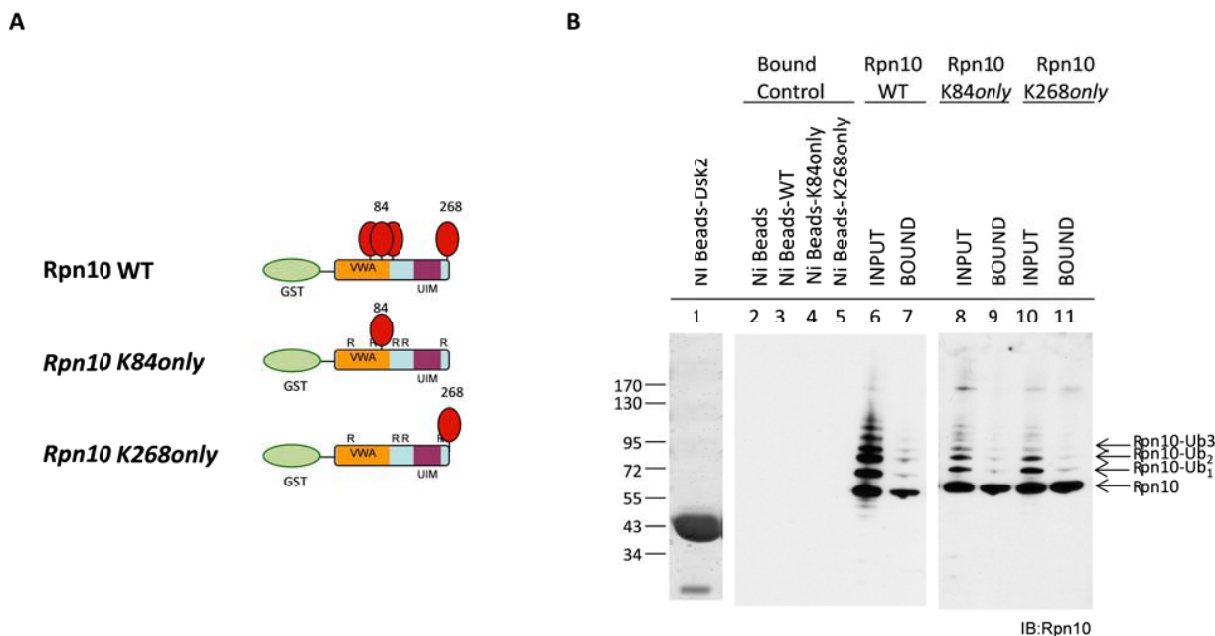 A
Rpn10 WT
84
268
VWA
GST
UIM
Rpn10 K84only
84
R R RR R
VWA
GST
UIM
Rpn10 K268only
268
R RR R
VWA
GST
UIM
B
Bound
Control
Rpn10
WT
Rpn10
K84only
Rpn10
K268only
Ni Beads-Dsk2
Ni Beads
Ni Beads-WT
Ni Beads-K84only
Ni Beads-K268only
INPUT
BOUND
INPUT
BOUND
INPUT
BOUND
1 2 3 4 5 6 7 8 9 10 11
170
130
95
72
55
43
34
Rpn10-Ub3
Rpn10-Ub2
Rpn10-Ub1
Rpn10
IB:Rpn10